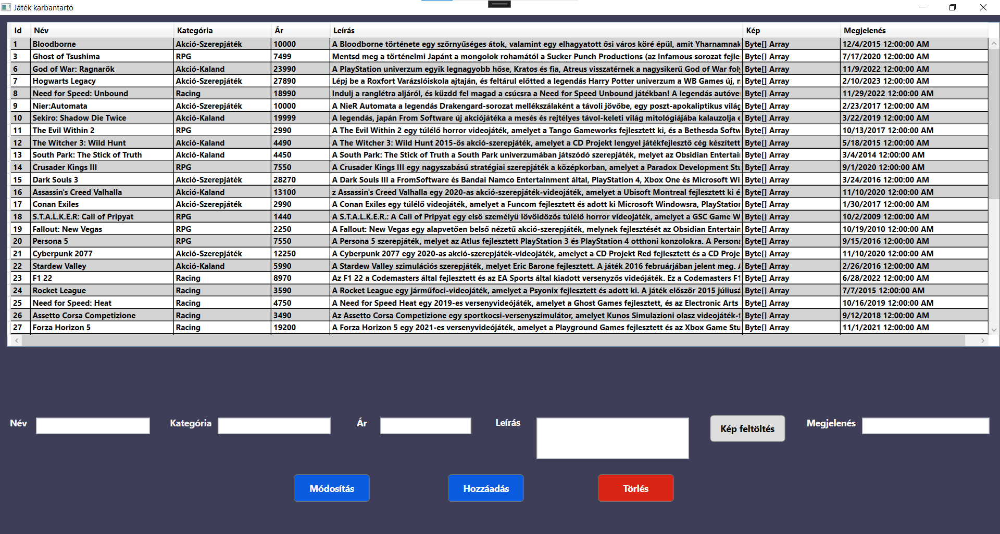 Játék karbantartó
Id Név Kategória Ár Leírás Kép Megjelenés
1 Bloodborne Akció-Szerepjáték 10000 A Bloodborne története egy szörnyűséges átok, valamint egy elhagyatott ősi város köré épül, amit Yharnamnak Byte[] Array 12/4/2015 12:00:00 AM
3 Ghost of Tsushima RPG 7499 Mentsd meg a történelmi Japánt a mongolok rohamától a Sucker Punch Productions (az Infamous sorozat fejle Byte[] Array 7/17/2020 12:00:00 AM
6 God of War: Ragnarök Akció-Kaland 23990 A PlayStation univerzum egyik legnagyobb hőse, Kratos és fia, Atreus visszatérnek a nagysikerű God of War foly Byte[] Array 11/9/2022 12:00:00 AM
7 Hogwarts Legacy Akció-Szerepjáték 27890 Lépj be a Roxfort Varázslóiskola ajtaján, és feltárul előtted a legendás Harry Potter univerzum a WB Games új, Byte[] Array 2/10/2023 12:00:00 AM
8 Need for Speed: Unbound Racing 18990 Indulj a ranglétra aljáról, és küzdd fel magad a csúcsra a Need for Speed Unbound játékban! A legendás autóve Byte[] Array 11/29/2022 12:00:00 AM
9 Nier:Automata Akció-Szerepjáték 10000 A NieR Automata a legendás Drakengard-sorozat mellékszálaként a távoli jövőbe, egy poszt-apokaliptikus világ Byte[] Array 2/23/2017 12:00:00 AM
10 Sekiro: Shadow Die Twice Akció-Kaland 19999 A legendás, japán From Software új akciójátéka a mesés és rejtélyes távol-keleti világ mitológiájába kalauzolja e Byte[] Array 3/22/2019 12:00:00 AM
11 The Evil Within 2 RPG 2990 A The Evil Within 2 egy túlélő horror videojáték, amelyet a Tango Gameworks fejlesztett ki, és a Bethesda Softw Byte[] Array 10/13/2017 12:00:00 AM
12 The Witcher 3: Wild Hunt Akció-Kaland 4490 A The Witcher 3: Wild Hunt 2015-ös akció-szerepjáték, amelyet a CD Projekt lengyel játékfejlesztő cég készített Byte[] Array 5/18/2015 12:00:00 AM
13 South Park: The Stick of Truth Akció-Kaland 4450 A South Park: The Stick of Truth a South Park univerzumában játszódó szerepjáték, melyet az Obsidian Entertai Byte[] Array 3/4/2014 12:00:00 AM
14 Crusader Kings III RPG 7550 A Crusader Kings III egy nagyszabású stratégiai szerepjáték a középkorban, amelyet a Paradox Development Stu Byte[] Array 9/1/2020 12:00:00 AM
15 Dark Souls 3 Akció-Szerepjáték 28270 A Dark Souls III a FromSoftware és Bandai Namco Entertainment által, PlayStation 4, Xbox One és Microsoft Wi Byte[] Array 3/24/2016 12:00:00 AM
16 Assassin's Creed Valhalla Akció-Kaland 13100 z Assassin's Creed Valhalla egy 2020-as akció-szerepjáték-videojáték, amelyet a Ubisoft Montreal fejlesztett ki é Byte[] Array 11/10/2020 12:00:00 AM
17 Conan Exiles Akció-Szerepjáték 2990 A Conan Exiles egy túlélő videojáték, amelyet a Funcom fejlesztett és adott ki Microsoft Windowsra, PlayStation Byte[] Array 1/30/2017 12:00:00 AM
18 S.T.A.L.K.E.R: Call of Pripyat RPG 1440 A S.T.A.L.K.E.R.: A Call of Pripyat egy első személyű lövöldözős túlélő horror videojáték, amelyet a GSC Game W Byte[] Array 10/2/2009 12:00:00 AM
19 Fallout: New Vegas RPG 2250 A Fallout: New Vegas egy alapvetően belső nézetű akció-szerepjáték, melynek fejlesztését az Obsidian Entertain Byte[] Array 10/19/2010 12:00:00 AM
20 Persona 5 RPG 7550 A Persona 5 szerepjáték, melyet az Atlus fejlesztett PlayStation 3 és PlayStation 4 otthoni konzolokra. A Persona Byte[] Array 9/15/2016 12:00:00 AM
21 Cyberpunk 2077 Akció-Szerepjáték 12250 A Cyberpunk 2077 egy 2020-as akció-szerepjáték-videojáték, amelyet a CD Projekt Red fejlesztett és a CD Proje Byte[] Array 11/10/2020 12:00:00 AM
22 Stardew Valley Akció-Kaland 5990 A Stardew Valley szimulációs szerepjáték, melyet Eric Barone fejlesztett. A játék 2016 februárjában jelent meg. Byte[] Array 2/26/2016 12:00:00 AM
23 F1 22 Racing 8970 Az F1 22 a Codemasters által fejlesztett és az EA Sports által kiadott versenyzős videójáték. Ez a Codemasters F1 Byte[] Array 6/28/2022 12:00:00 AM
24 Rocket League Racing 3590 A Rocket League egy járműfoci-videojáték, amelyet a Psyonix fejlesztett és adott ki. A játék először 2015 júliusá Byte[] Array 7/7/2015 12:00:00 AM
25 Need for Speed: Heat Racing 4750 A Need for Speed Heat egy 2019-es versenyvideójáték, amelyet a Ghost Games fejlesztett, és az Electronic Arts Byte[] Array 10/16/2019 12:00:00 AM
26 Assetto Corsa Competizione Racing 3490 Az Assetto Corsa Competizione egy sportkocsi-versenyszimulátor, amelyet Kunos Simulazioni olasz videojáték-f Byte[] Array 9/12/2018 12:00:00 AM
27 Forza Horizon 5 Racing 19200 A Forza Horizon 5 egy 2021-es versenyvideójáték, amelyet a Playground Games fejlesztett és az Xbox Game Stu Byte[] Array 11/1/2021 12:00:00 AM
Név Kategória Ár Leírás Kép feltöltés Megjelenés
Módosítás Hozzáadás Törlés